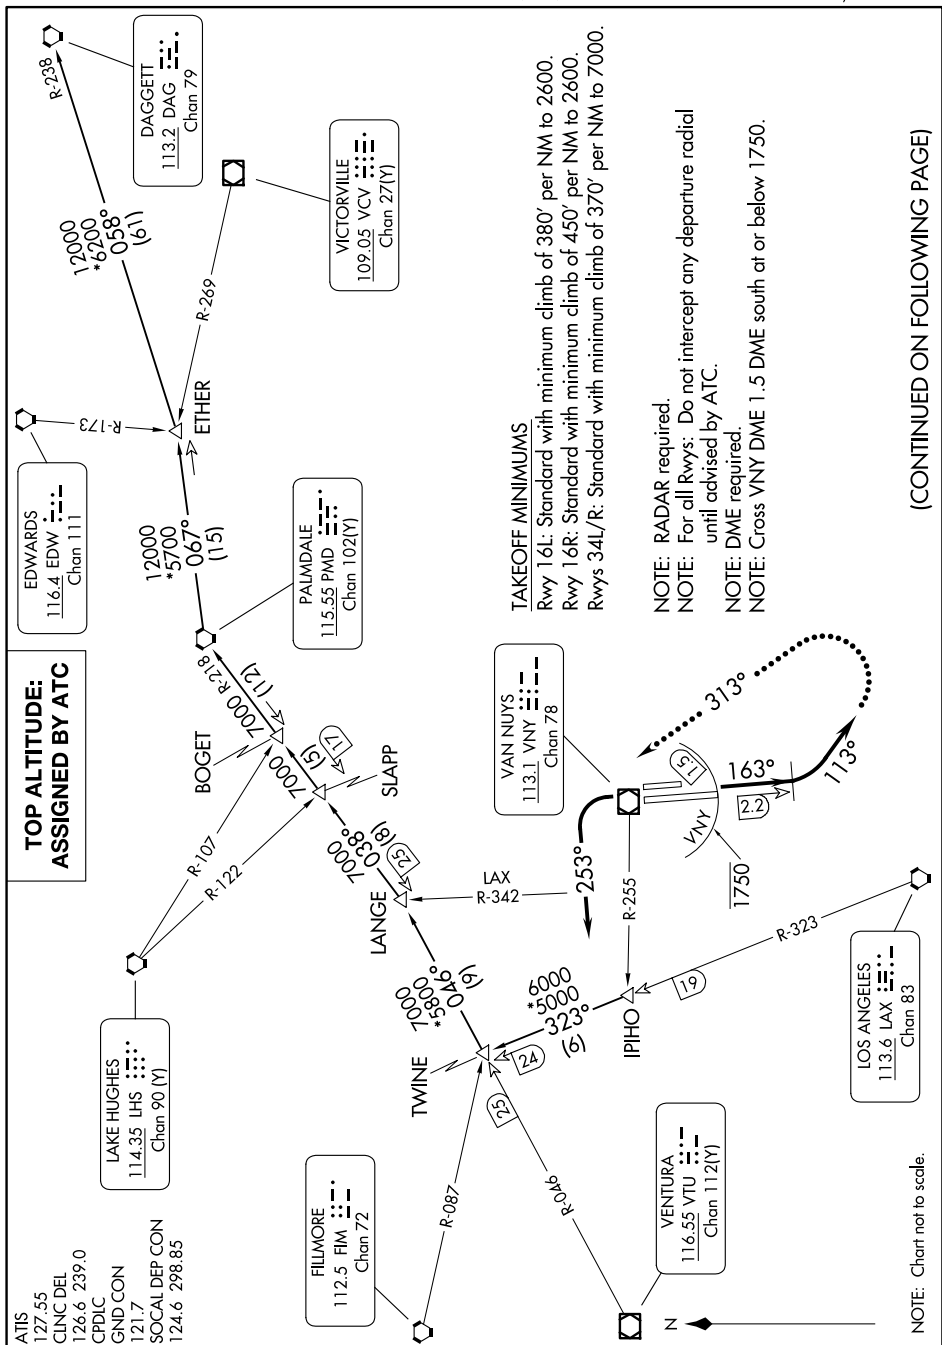 ATIS
127.55
CLNC DEL
126.6 239.0
CPDLC
GND CON
121.7
SOCAL DEP CON
124.6 298.85
TOP ALTITUDE:
ASSIGNED BY ATC
LAKE HUGHES
114.35 LHS
Chan 90 (Y)
EDWARDS
116.4 EDW
Chan 111
DAGGETT
113.2 DAG
Chan 79
VICTORVILLE
109.05 VCV
Chan 27(Y)
PALMDALE
115.55 PMD
Chan 102(Y)
FILLMORE
112.5 FIM
Chan 72
VENTURA
116.55 VTU
Chan 112(Y)
VAN NUYS
113.1 VNY
Chan 78
LOS ANGELES
113.6 LAX
Chan 83
R-238
12000
*6200
058°
(61)
R-269
R-173
ETHER
12000
*5700
067°
(15)
7000 R-218
(12)
BOGET
7000
(5)
17
SLAPP
R-107
R-122
7000
038°
(8)
25
LANGE
LAX
R-342
7000
*5800
046°
(9)
TWINE
24
25
R-087
R-046
6000
*5000
323°
(6)
IPIHO
19
R-323
R-255
253°
313°
113°
163°
2.2
1.5
VNY
1750
N
TAKEOFF MINIMUMS
Rwy 16L: Standard with minimum climb of 380' per NM to 2600.
Rwy 16R: Standard with minimum climb of 450' per NM to 2600.
Rwys 34L/R: Standard with minimum climb of 370' per NM to 7000.
NOTE: RADAR required.
NOTE: For all Rwys: Do not intercept any departure radial
until advised by ATC.
NOTE: DME required.
NOTE: Cross VNY DME 1.5 DME south at or below 1750.
(CONTINUED ON FOLLOWING PAGE)
NOTE: Chart not to scale.